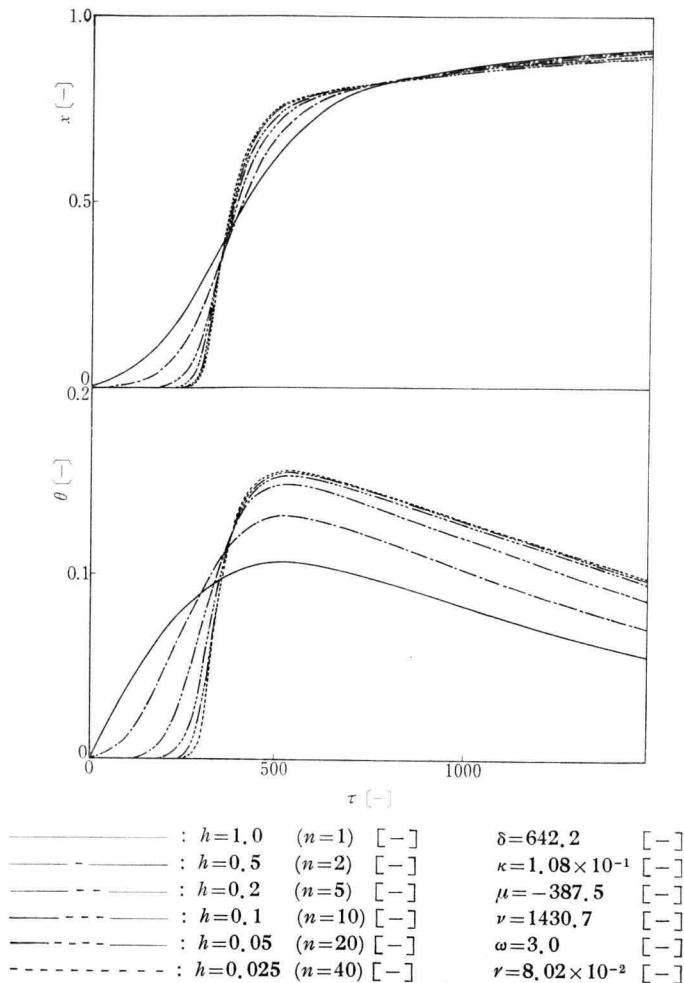 1.0
x [—]
0.5
0
0.2
θ [—]
0.1
0
0
500
1000
τ [—]
: h=1.0 (n=1) [—] δ=642.2 [—]
: h=0.5 (n=2) [—] κ=1.08×10⁻¹ [—]
: h=0.2 (n=5) [—] μ=−387.5 [—]
: h=0.1 (n=10) [—] ν=1430.7 [—]
: h=0.05 (n=20) [—] ω=3.0 [—]
: h=0.025 (n=40) [—] r=8.02×10⁻² [—]